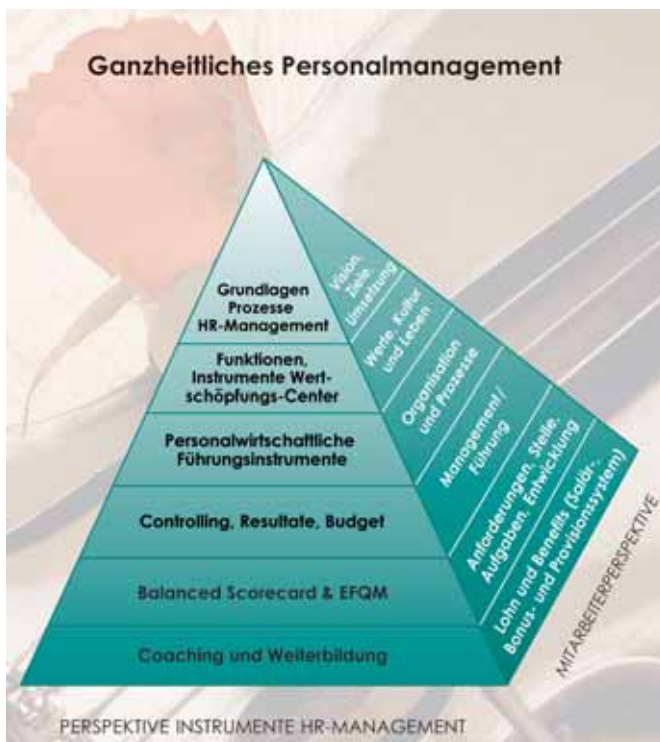 Ganzheitliches Personalmanagement
Grundlagen
Prozesse
HR-Management
Funktionen,
Instrumente Wert-
schöpfungs-Center
Personalwirtschaftliche
Führungsinstrumente
Controlling, Resultate, Budget
Balanced Scorecard & EFQM
Coaching und Weiterbildung
Vision,
Ziele,
Umsetzung
Werte, Kultur
und Leben
Organisation
und Prozesse
Management/
Führung
Anforderungen, Stelle,
Aufgaben, Entwicklung
Lohn und Benefits (Salär-,
Bonus- und Provisionssystem)
MITARBEITERPERSPEKTIVE
PERSPEKTIVE INSTRUMENTE HR-MANAGEMENT